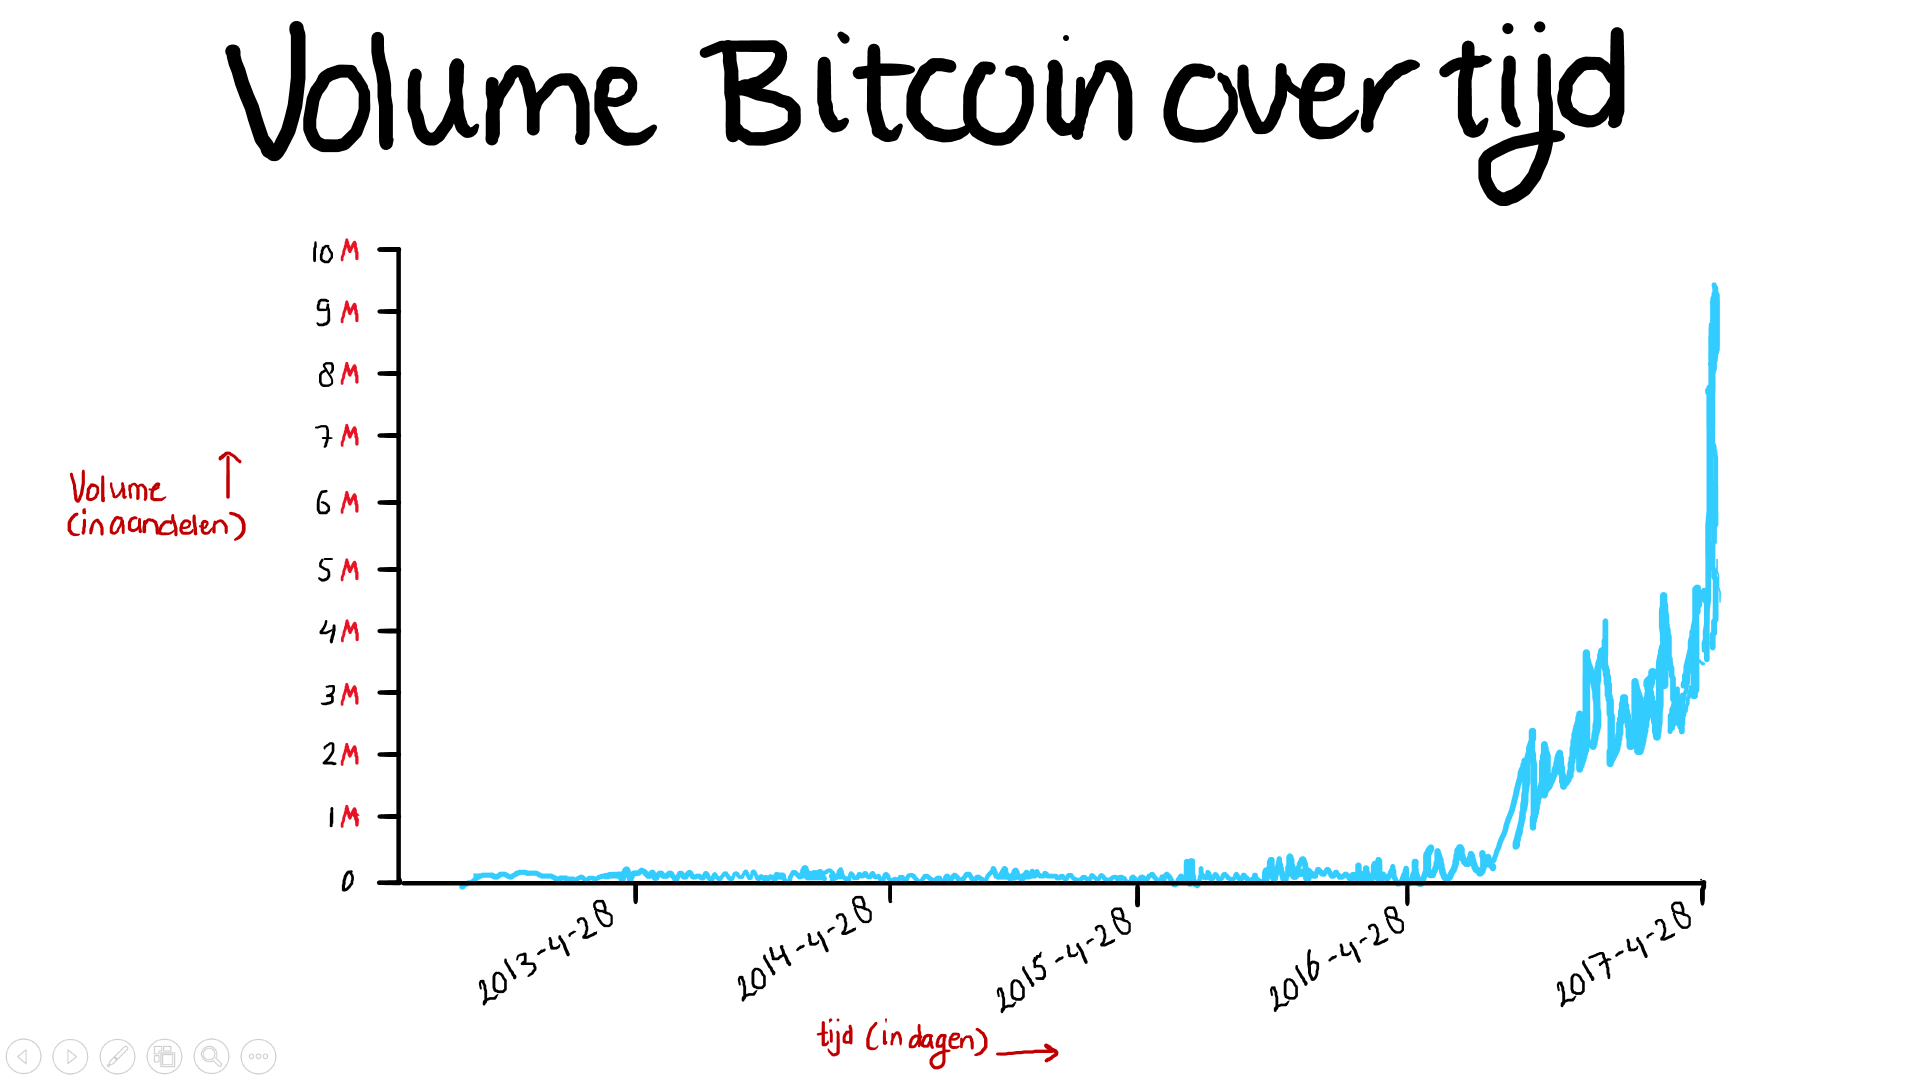 Volume Bitcoin over tijd
10 M
9 M
8 M
7 M
6 M
5 M
4 M
3 M
2 M
1 M
0
Volume ↑
(in aandelen)
2013-4-28
2014-4-28
2015-4-28
2016-4-28
2017-4-28
tijd (in dagen) →